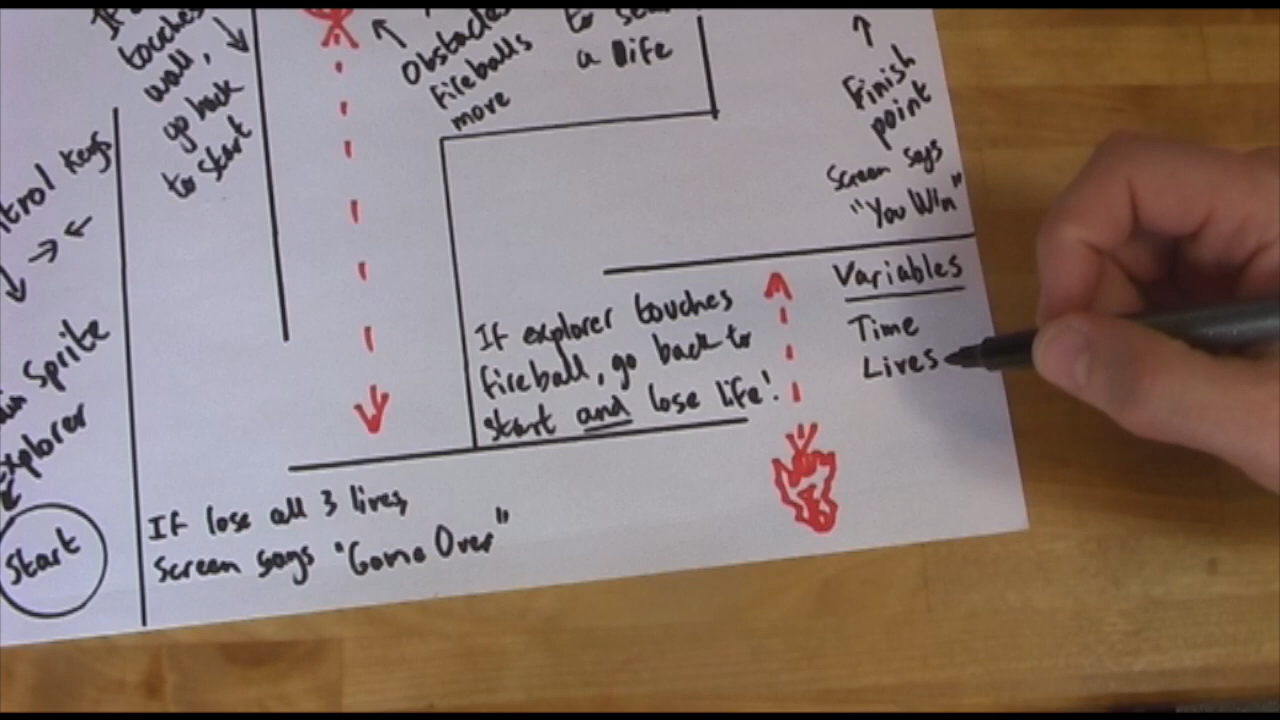 touches
wall,
go back
to start
Obstacles
fireballs
more
a life
Finish
point
Screen says
"You Win"
Keys
Sprite
Start
If explorer touches
fireball, go back to
start and lose life!
Variables
Time
Lives
If lose all 3 lives,
Screen says "Game Over"